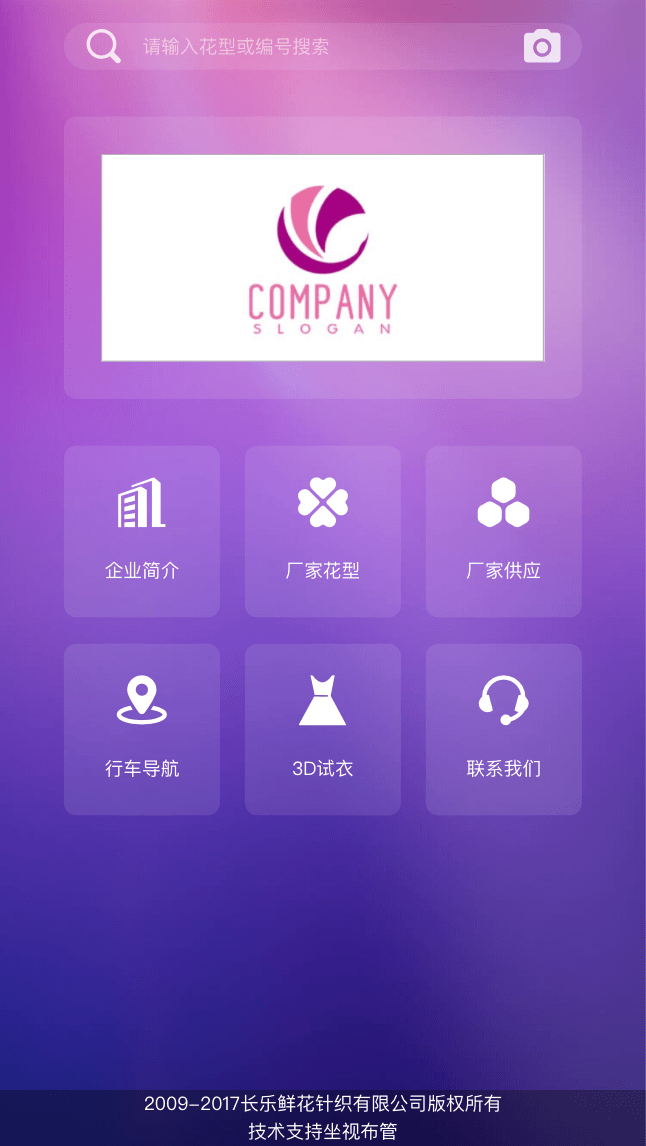 请输入花型或编号搜索
COMPANY
SLOGAN
企业简介
厂家花型
厂家供应
行车导航
3D试衣
联系我们
2009-2017长乐鲜花针织有限公司版权所有
技术支持坐视布管